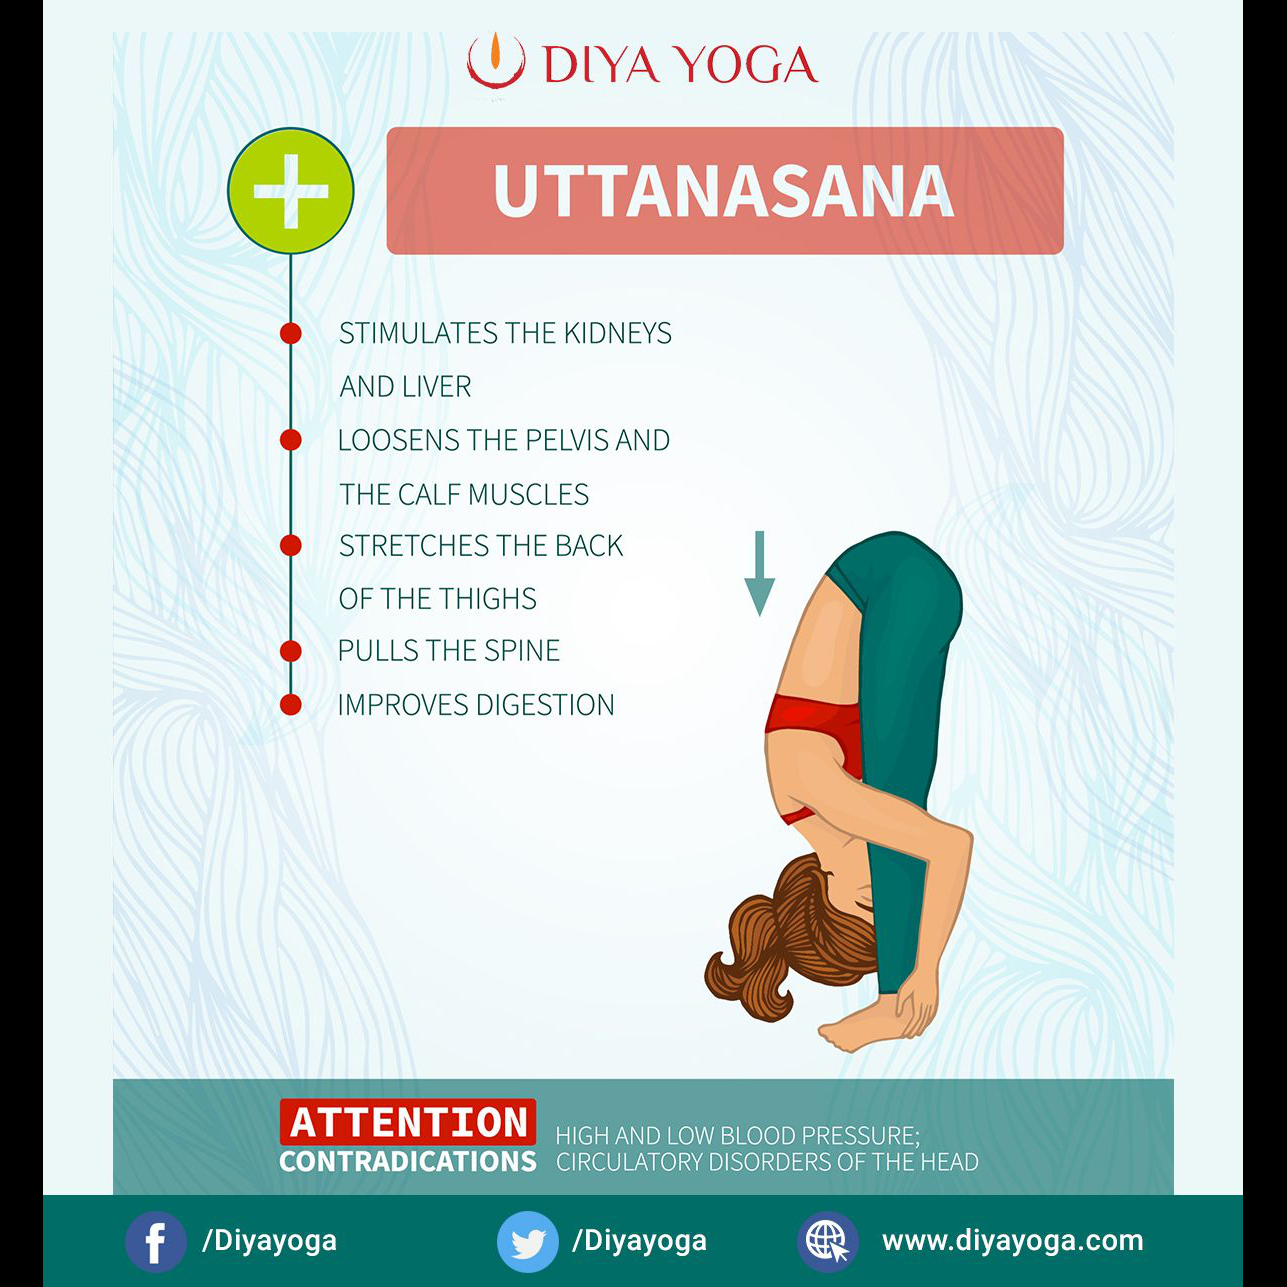 DIYA YOGA
UTTANASANA
STIMULATES THE KIDNEYS
AND LIVER
LOOSENS THE PELVIS AND
THE CALF MUSCLES
STRETCHES THE BACK
OF THE THIGHS
PULLS THE SPINE
IMPROVES DIGESTION
ATTENTION
CONTRADICATIONS
HIGH AND LOW BLOOD PRESSURE;
CIRCULATORY DISORDERS OF THE HEAD
/Diyayoga
/Diyayoga
www.diyayoga.com